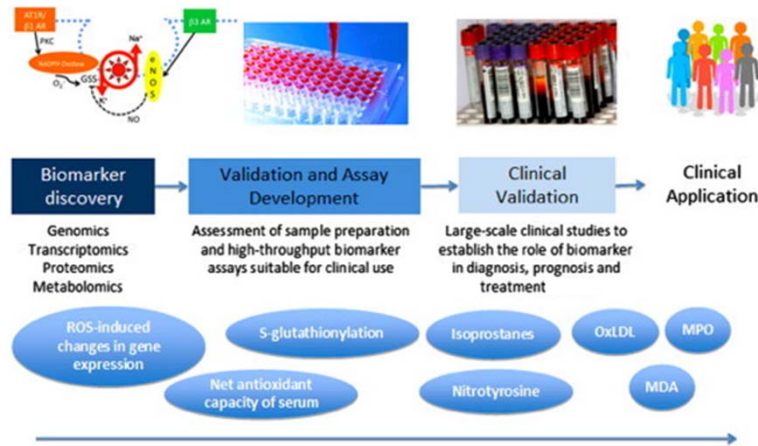 AT1R/
β1 AR
PKC
NADPH Oxidase
O₂⁻
GSS
Na⁺
K⁺
NO
eNOS
β3 AR
Biomarker
discovery
Validation and Assay
Development
Clinical
Validation
Clinical
Application
Genomics
Transcriptomics
Proteomics
Metabolomics
Assessment of sample preparation
and high-throughput biomarker
assays suitable for clinical use
Large-scale clinical studies to
establish the role of biomarker
in diagnosis, prognosis and
treatment
ROS-induced
changes in gene
expression
S-glutathionylation
Net antioxidant
capacity of serum
Isoprostanes
Nitrotyrosine
OxLDL
MPO
MDA